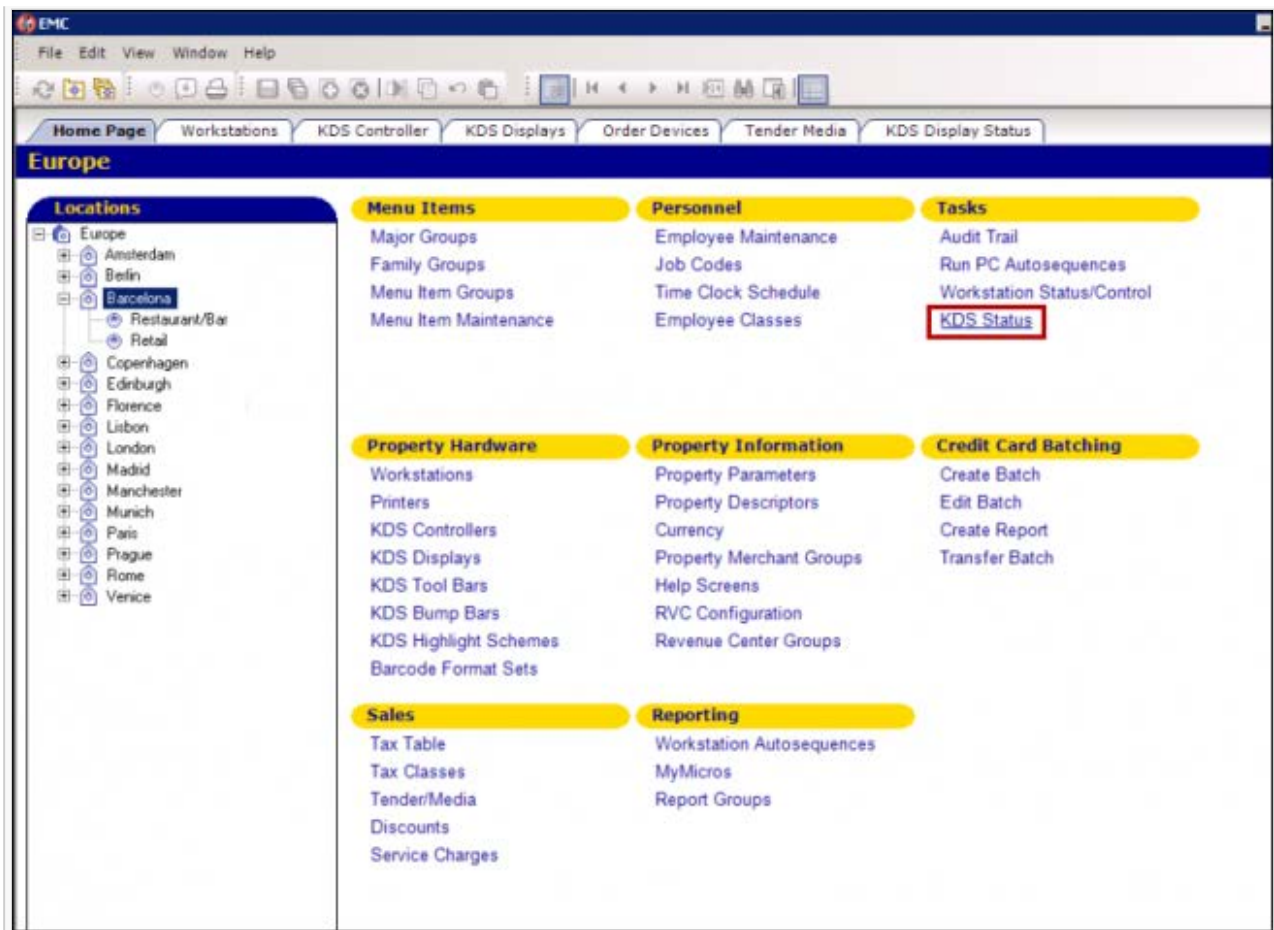 EMC
File Edit View Window Help
Home Page Workstations KDS Controller KDS Displays Order Devices Tender Media KDS Display Status
Europe
Locations
Europe
Amsterdam
Berlin
Barcelona
Restaurant/Bar
Retail
Copenhagen
Edinburgh
Florence
Lisbon
London
Madrid
Manchester
Munich
Paris
Prague
Rome
Venice
Menu Items
Major Groups
Family Groups
Menu Item Groups
Menu Item Maintenance
Personnel
Employee Maintenance
Job Codes
Time Clock Schedule
Employee Classes
Tasks
Audit Trail
Run PC Autosequences
Workstation Status/Control
KDS Status
Property Hardware
Workstations
Printers
KDS Controllers
KDS Displays
KDS Tool Bars
KDS Bump Bars
KDS Highlight Schemes
Barcode Format Sets
Property Information
Property Parameters
Property Descriptors
Currency
Property Merchant Groups
Help Screens
RVC Configuration
Revenue Center Groups
Credit Card Batching
Create Batch
Edit Batch
Create Report
Transfer Batch
Sales
Tax Table
Tax Classes
Tender/Media
Discounts
Service Charges
Reporting
Workstation Autosequences
MyMicros
Report Groups